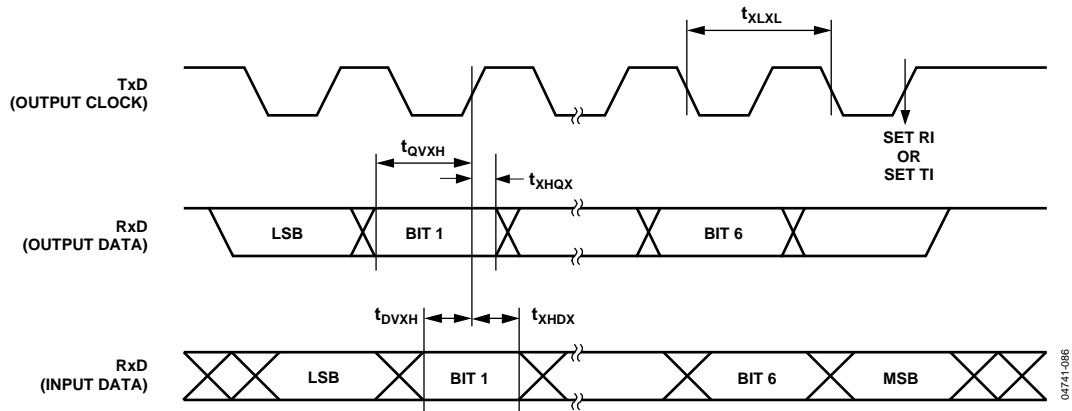 tXLXL
TxD
(OUTPUT CLOCK)
SET RI
OR
SET TI
tQVXH
tXHQX
RxD
(OUTPUT DATA)
LSB
BIT 1
BIT 6
tDVXH
tXHDX
RxD
(INPUT DATA)
LSB
BIT 1
BIT 6
MSB
04741-086